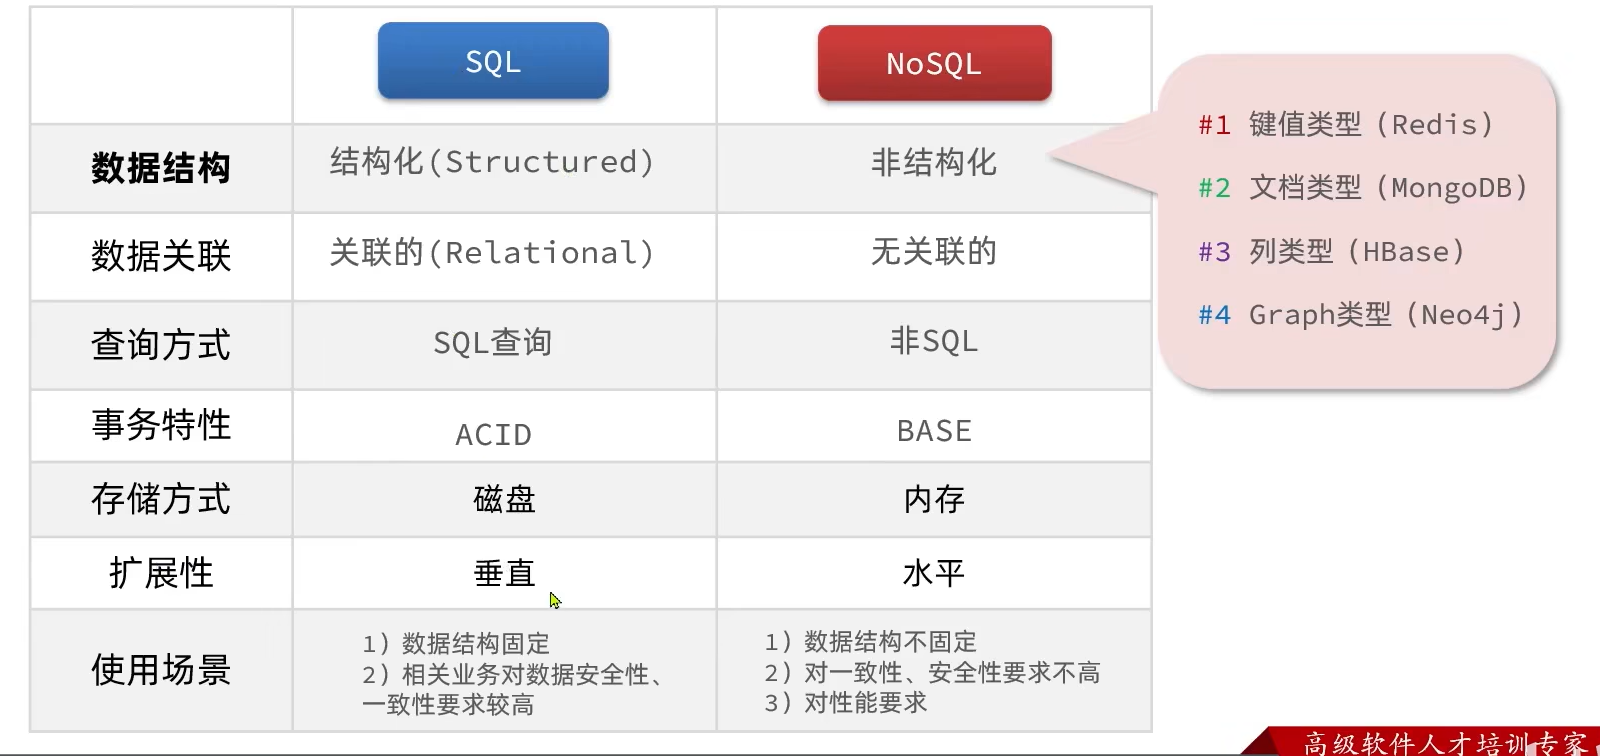 SQL
NoSQL
数据结构
结构化(Structured)
非结构化
#1 键值类型（Redis）
#2 文档类型（MongoDB）
#3 列类型（HBase）
#4 Graph类型（Neo4j）
数据关联
关联的(Relational)
无关联的
查询方式
SQL查询
非SQL
事务特性
ACID
BASE
存储方式
磁盘
内存
扩展性
垂直
水平
使用场景
1）数据结构固定
2）相关业务对数据安全性、
一致性要求较高
1）数据结构不固定
2）对一致性、安全性要求不高
3）对性能要求
高级软件人才培训专家